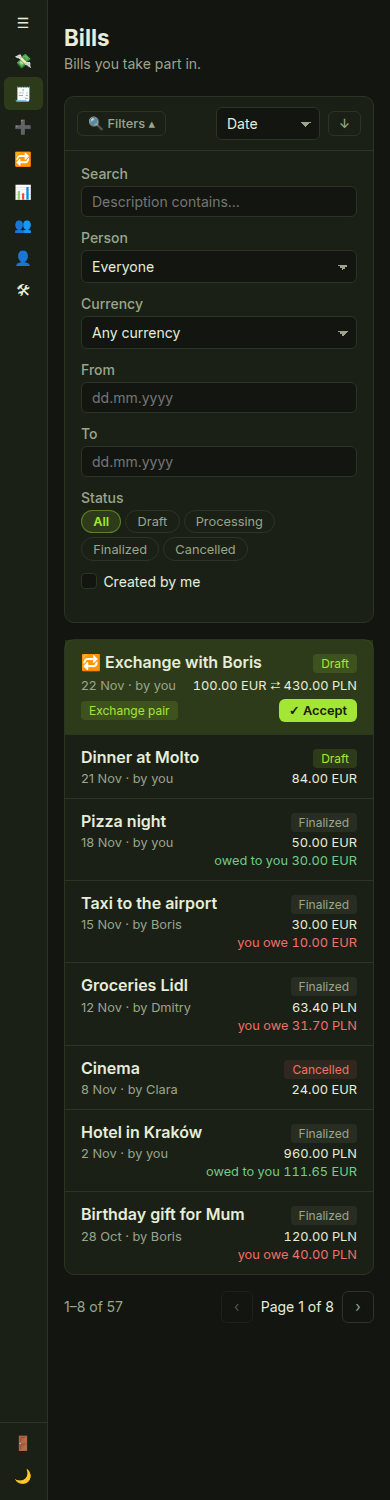 Bills
Bills you take part in.
🔍 Filters ▴
Date
↓
Search
Description contains...
Person
Everyone
Currency
Any currency
From
dd.mm.yyyy
To
dd.mm.yyyy
Status
All Draft Processing
Finalized Cancelled
Created by me
🔁 Exchange with Boris Draft
22 Nov · by you 100.00 EUR ⇄ 430.00 PLN
Exchange pair ✓ Accept
Dinner at Molto Draft
21 Nov · by you 84.00 EUR
Pizza night Finalized
18 Nov · by you 50.00 EUR
owed to you 30.00 EUR
Taxi to the airport Finalized
15 Nov · by Boris 30.00 EUR
you owe 10.00 EUR
Groceries Lidl Finalized
12 Nov · by Dmitry 63.40 PLN
you owe 31.70 PLN
Cinema Cancelled
8 Nov · by Clara 24.00 EUR
Hotel in Kraków Finalized
2 Nov · by you 960.00 PLN
owed to you 111.65 EUR
Birthday gift for Mum Finalized
28 Oct · by Boris 120.00 PLN
you owe 40.00 PLN
1–8 of 57 ‹ Page 1 of 8 ›